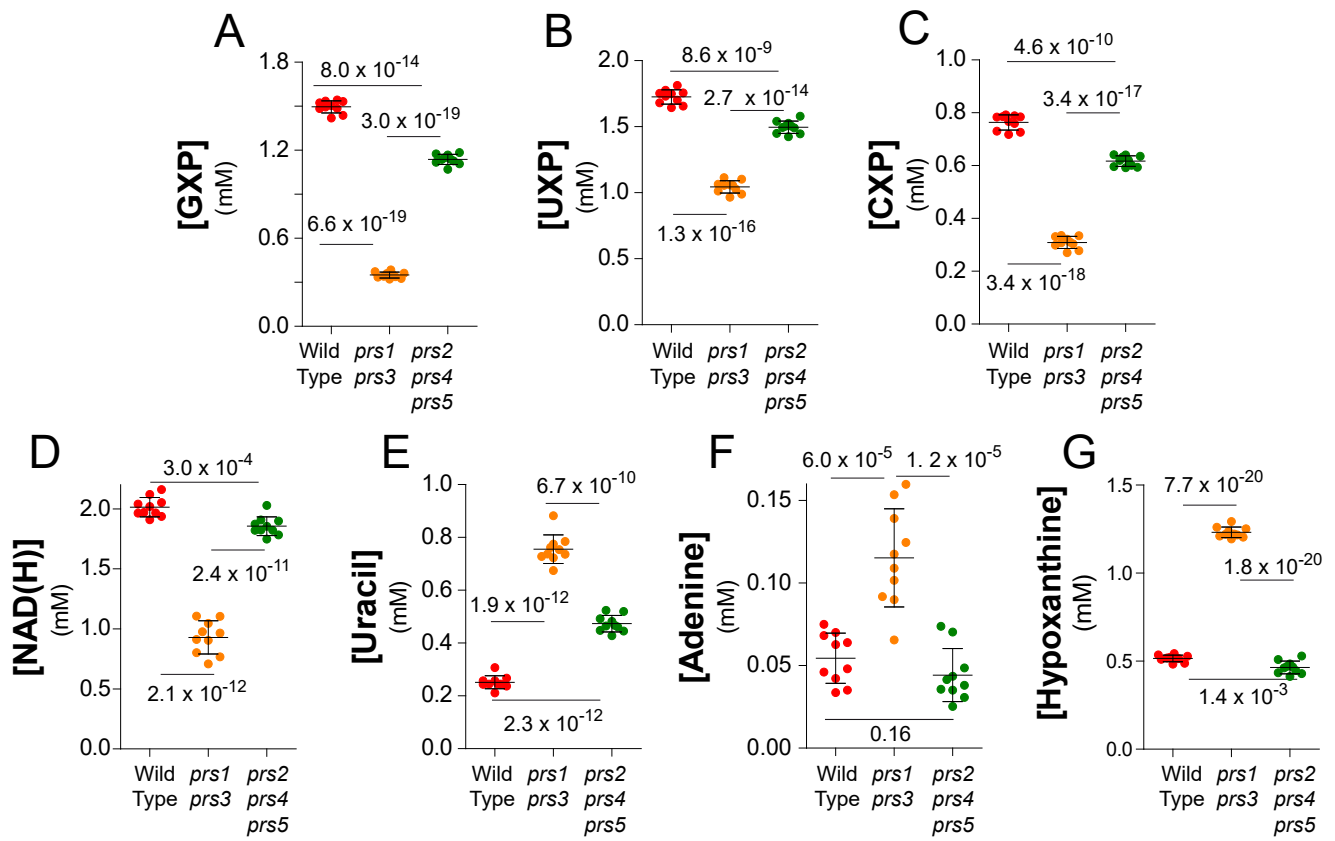 A
[GXP]
(mM)
1.8
1.2
0.6
0.0
8.0 x 10-14
3.0 x 10-19
6.6 x 10-19
Wild prs1 prs2
Type prs3 prs4
prs5
B
[UXP]
(mM)
2.0
1.5
1.0
0.5
0.0
8.6 x 10-9
2.7 x 10-14
1.3 x 10-16
Wild prs1 prs2
Type prs3 prs4
prs5
C
[CXP]
(mM)
1.0
0.8
0.6
0.4
0.2
0.0
4.6 x 10-10
3.4 x 10-17
3.4 x 10-18
Wild prs1 prs2
Type prs3 prs4
prs5
D
[NAD(H)]
(mM)
2.0
1.5
1.0
0.5
0.0
3.0 x 10-4
2.4 x 10-11
2.1 x 10-12
Wild prs1 prs2
Type prs3 prs4
prs5
E
[Uracil]
(mM)
1.0
0.8
0.6
0.4
0.2
0.0
6.7 x 10-10
1.9 x 10-12
2.3 x 10-12
Wild prs1 prs2
Type prs3 prs4
prs5
F
[Adenine]
(mM)
0.15
0.10
0.05
0.00
6.0 x 10-5
1.2 x 10-5
0.16
Wild prs1 prs2
Type prs3 prs4
prs5
G
[Hypoxanthine]
(mM)
1.5
1.0
0.5
0.0
7.7 x 10-20
1.8 x 10-20
1.4 x 10-3
Wild prs1 prs2
Type prs3 prs4
prs5